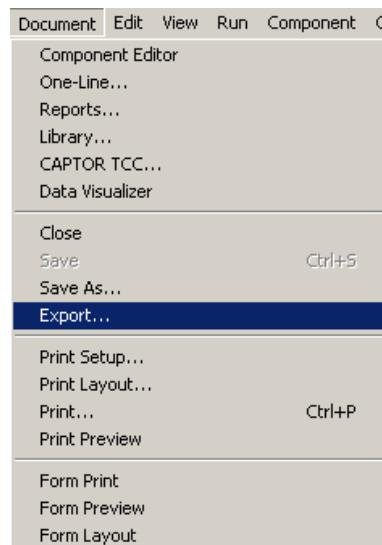 Document Edit View Run Component
Component Editor
One-Line...
Reports...
Library...
CAPTOR TCC...
Data Visualizer
Close
Save Ctrl+S
Save As...
Export...
Print Setup...
Print Layout...
Print... Ctrl+P
Print Preview
Form Print
Form Preview
Form Layout